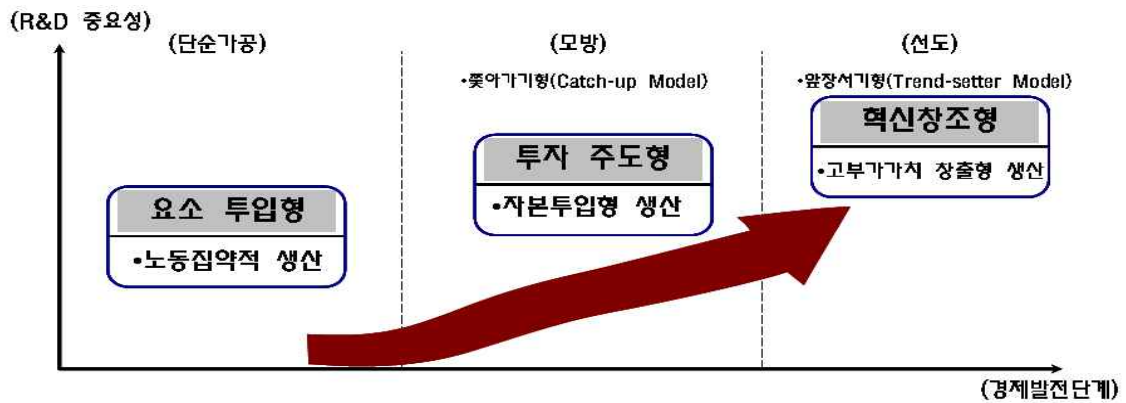 (R&D 중요성)
(단순가공)
(모방)
(선도)
•쫓아가기형(Catch-up Model)
•앞장서기형(Trend-setter Model)
혁신창조형
•고부가가치 창출형 생산
투자 주도형
•자본투입형 생산
요소 투입형
•노동집약적 생산
(경제발전단계)